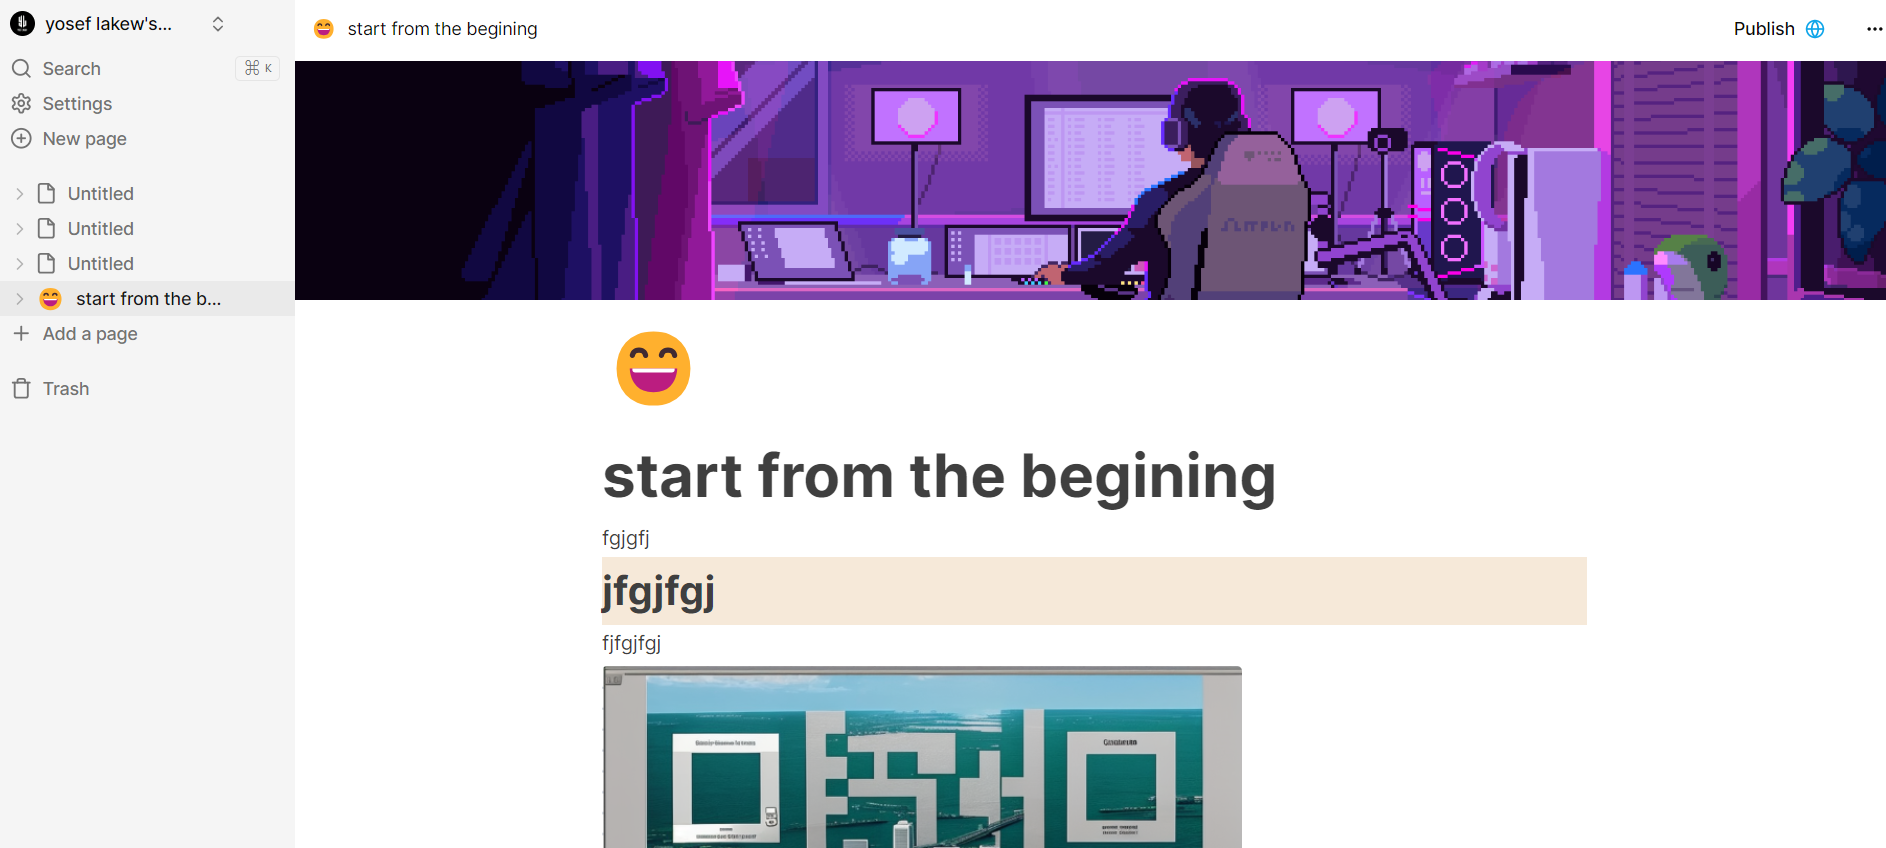 yosef lakew's...
Search
⌘ K
Settings
New page
Untitled
Untitled
Untitled
start from the b...
Add a page
Trash
start from the begining
Publish
start from the begining
fgjgfj
jfgjfgj
fjfgjfgj